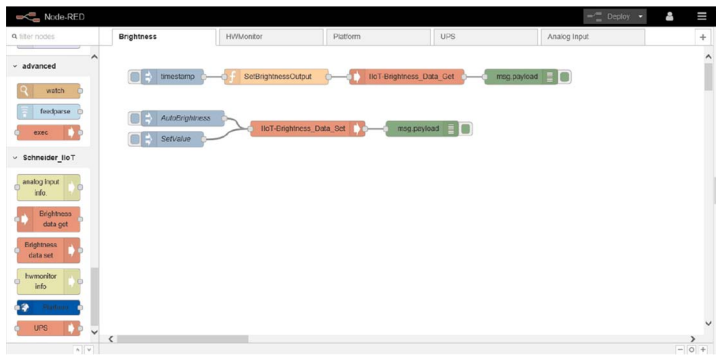 Node-RED
Deploy
filter nodes
Brightness
HWMonitor
Platform
UPS
Analog Input
advanced
watch
feedparse
exec
Schneider_IIoT
analog input
info
Brightness
data get
Brightness
data set
hwmonitor
info
UPS
timestamp
SetBrightnessOutput
IIoT-Brightness_Data_Get
msg.payload
AutoBrightness
SetValue
IIoT-Brightness_Data_Set
msg.payload